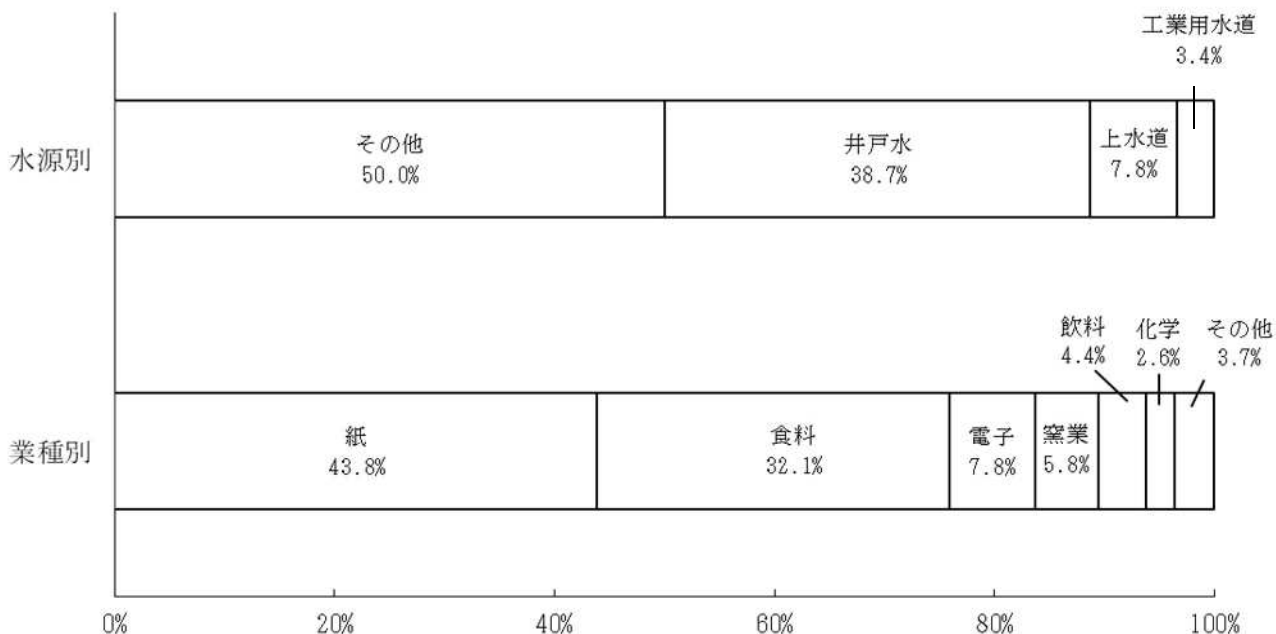 工業用水道
3.4%
水源別
その他
50.0%
井戸水
38.7%
上水道
7.8%
飲料
4.4%
化学
2.6%
その他
3.7%
業種別
紙
43.8%
食料
32.1%
電子
7.8%
窯業
5.8%
0%
20%
40%
60%
80%
100%